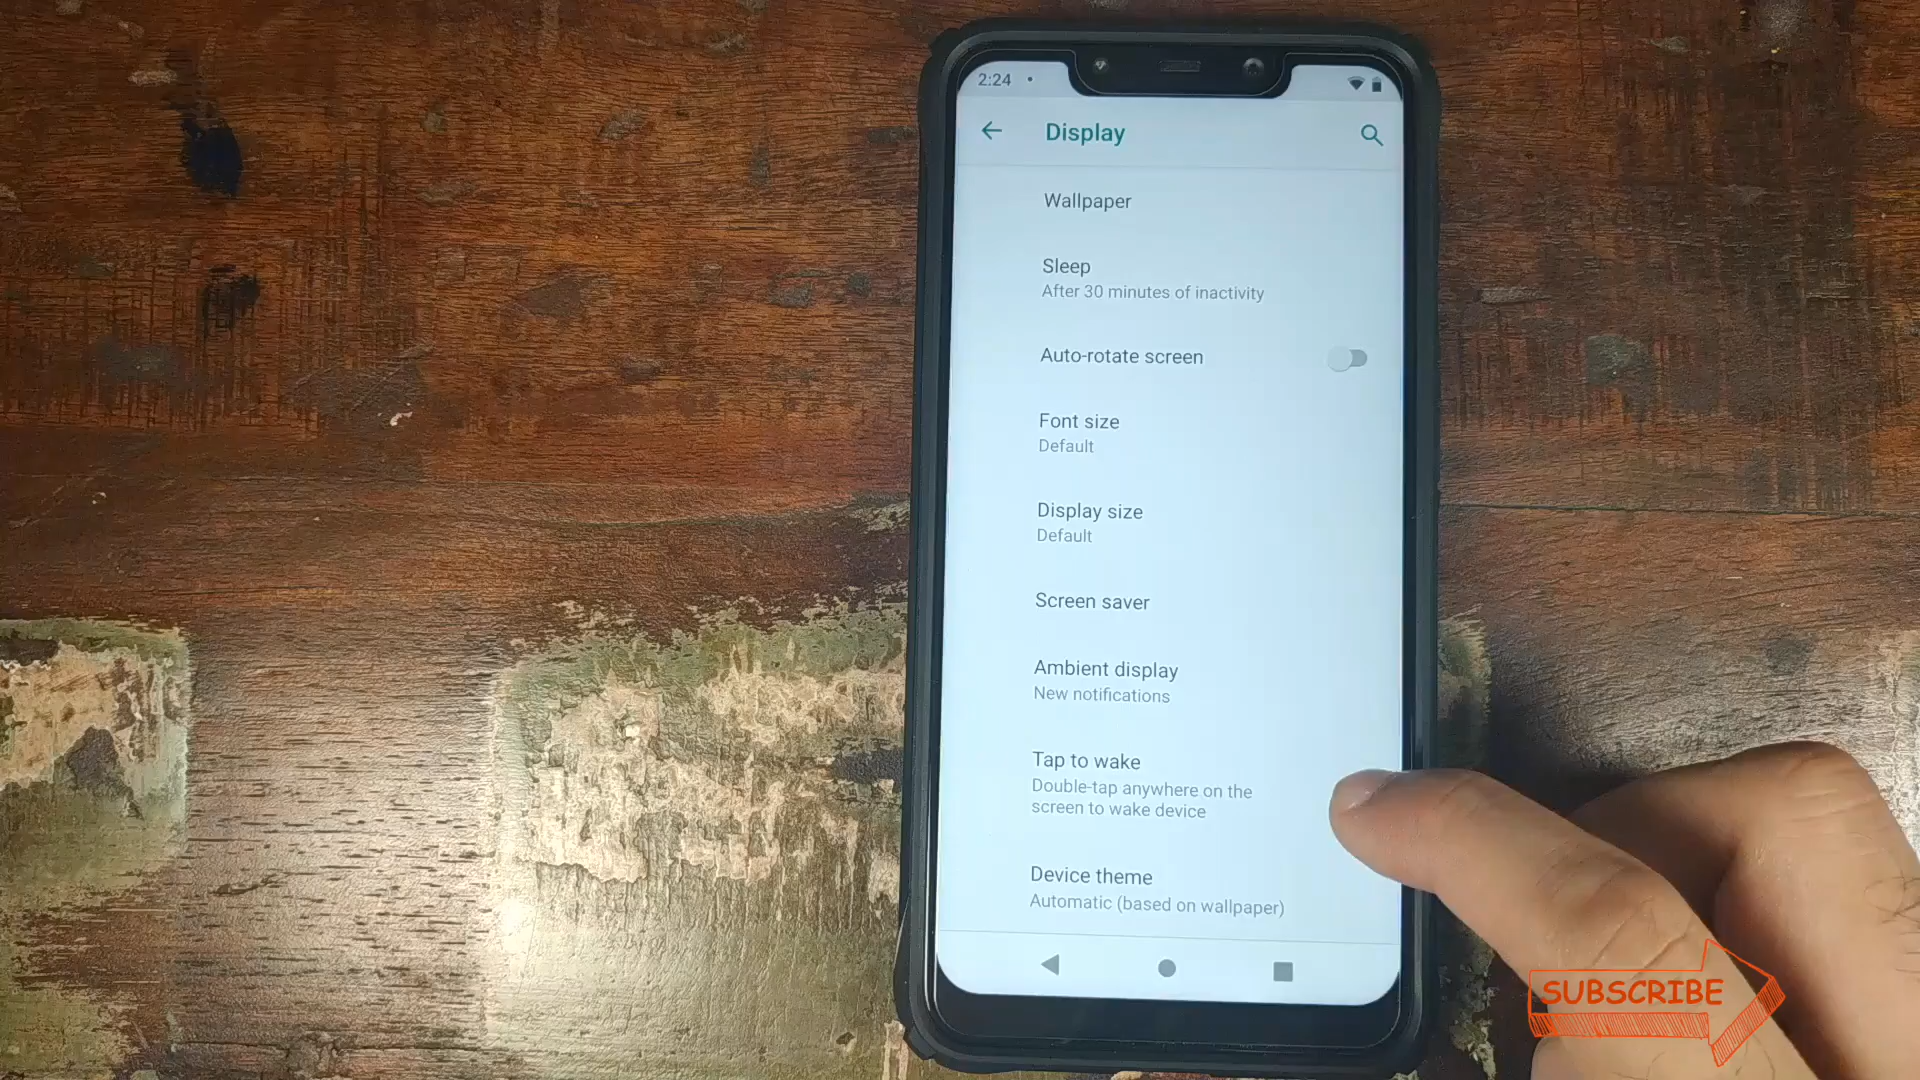 2:24
Display
Wallpaper
Sleep
After 30 minutes of inactivity
Auto-rotate screen
Font size
Default
Display size
Default
Screen saver
Ambient display
New notifications
Tap to wake
Double-tap anywhere on the
screen to wake device
Device theme
Automatic (based on wallpaper)
SUBSCRIBE